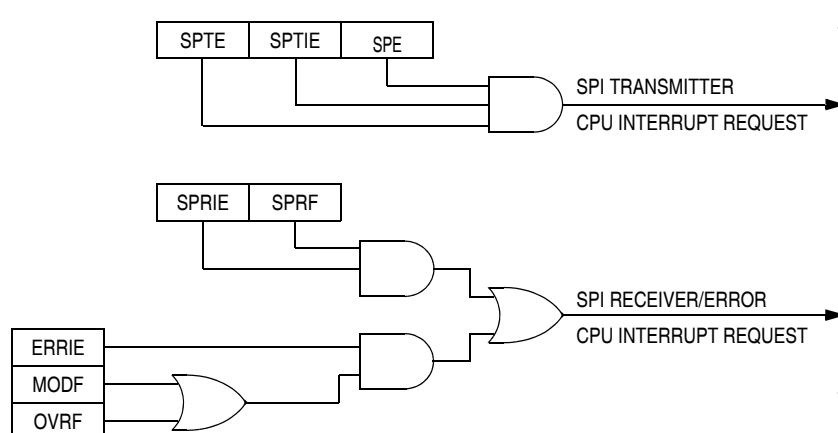 SPTE SPTIE SPE
SPI TRANSMITTER
CPU INTERRUPT REQUEST
SPRIE SPRF
SPI RECEIVER/ERROR
CPU INTERRUPT REQUEST
ERRIE
MODF
OVRF